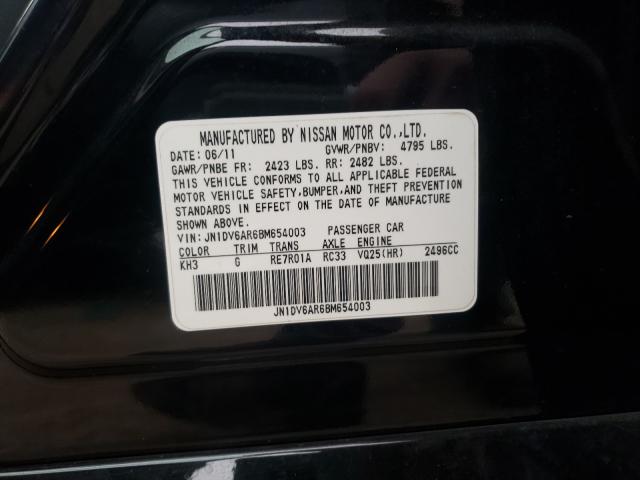 MANUFACTURED BY NISSAN MOTOR CO.,LTD.
DATE: 06/11 GVWR/PNBV: 4795 LBS.
GAWR/PNBE FR: 2423 LBS. RR: 2482 LBS.
THIS VEHICLE CONFORMS TO ALL APPLICABLE FEDERAL
MOTOR VEHICLE SAFETY,BUMPER,AND THEFT PREVENTION
STANDARDS IN EFFECT ON THE DATE OF MANUFACTURE
SHOWN ABOVE.
VIN: JN1DV6AR6BM654003 PASSENGER CAR
COLOR TRIM TRANS AXLE ENGINE
KH3 G RE7R01A RC33 VQ25(HR) 2496CC
JN1DV6AR6BM654003